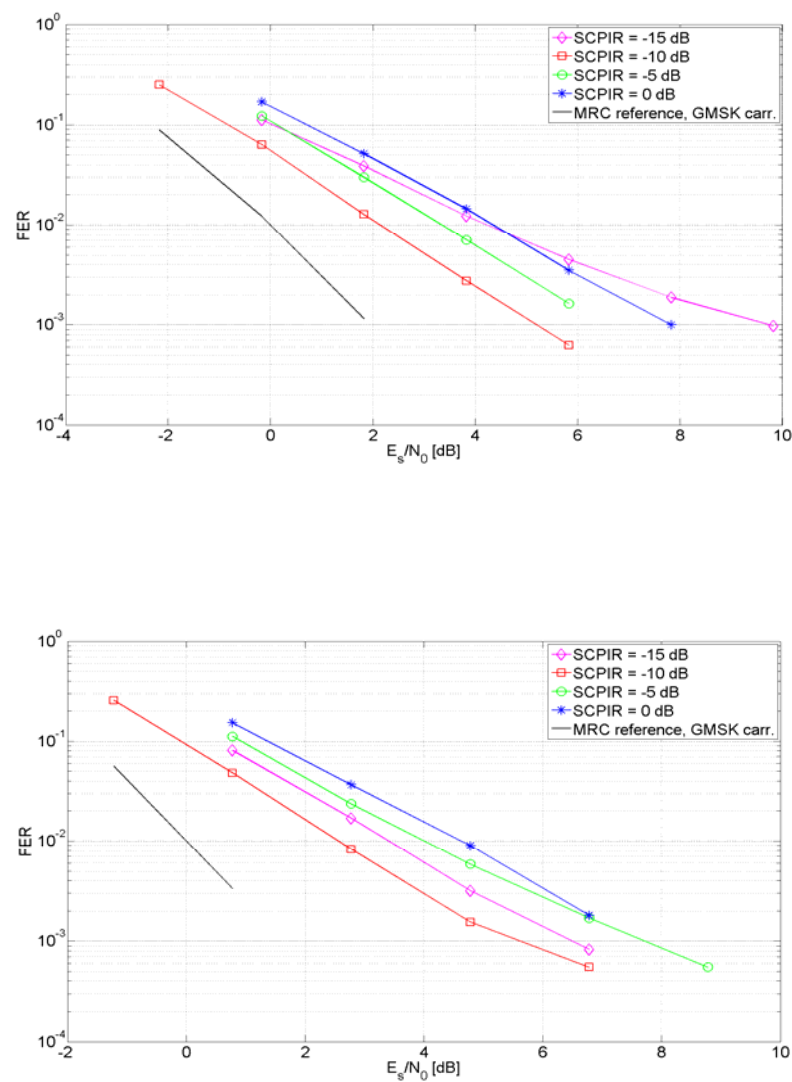 10^0
10^-1
10^-2
10^-3
10^-4
FER
SCPIR = -15 dB
SCPIR = -10 dB
SCPIR = -5 dB
SCPIR = 0 dB
MRC reference, GMSK carr.
-4 -2 0 2 4 6 8 10
E_s/N_0 [dB]
10^0
10^-1
10^-2
10^-3
10^-4
FER
SCPIR = -15 dB
SCPIR = -10 dB
SCPIR = -5 dB
SCPIR = 0 dB
MRC reference, GMSK carr.
-2 0 2 4 6 8 10
E_s/N_0 [dB]